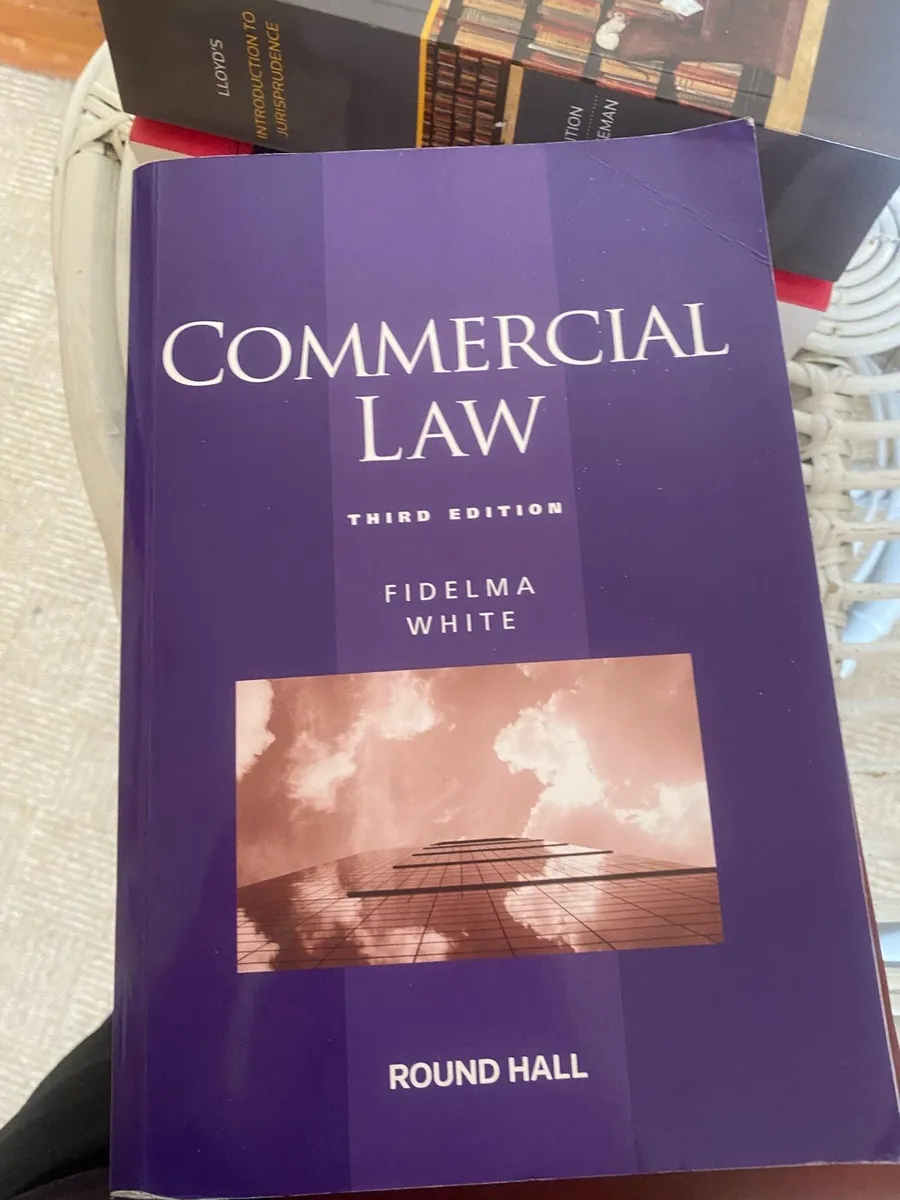 LLOYD'S
INTRODUCTION TO
JURISPRUDENCE
COMMERCIAL
LAW
THIRD EDITION
FIDELMA
WHITE
ROUND HALL